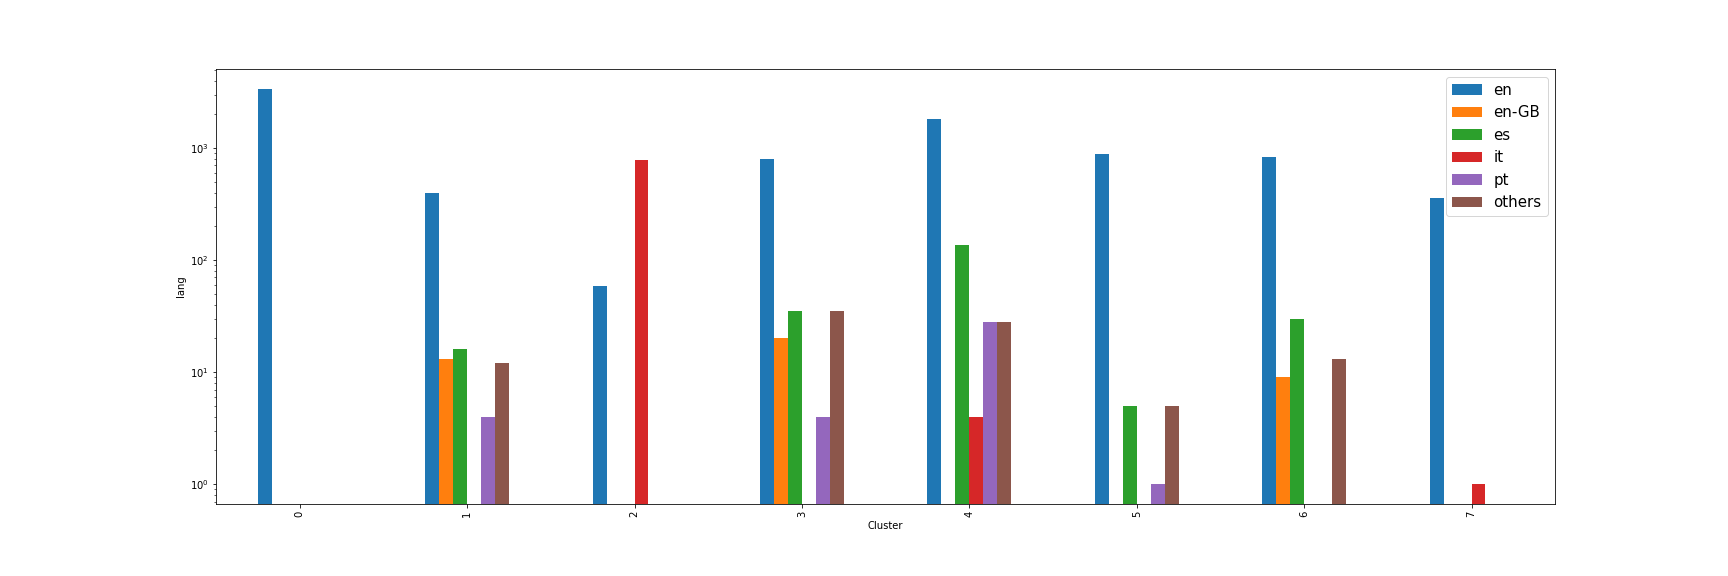 en
en-GB
es
it
pt
others
10³
10²
10¹
10⁰
lang
0 1 2 3 4 5 6 7
Cluster